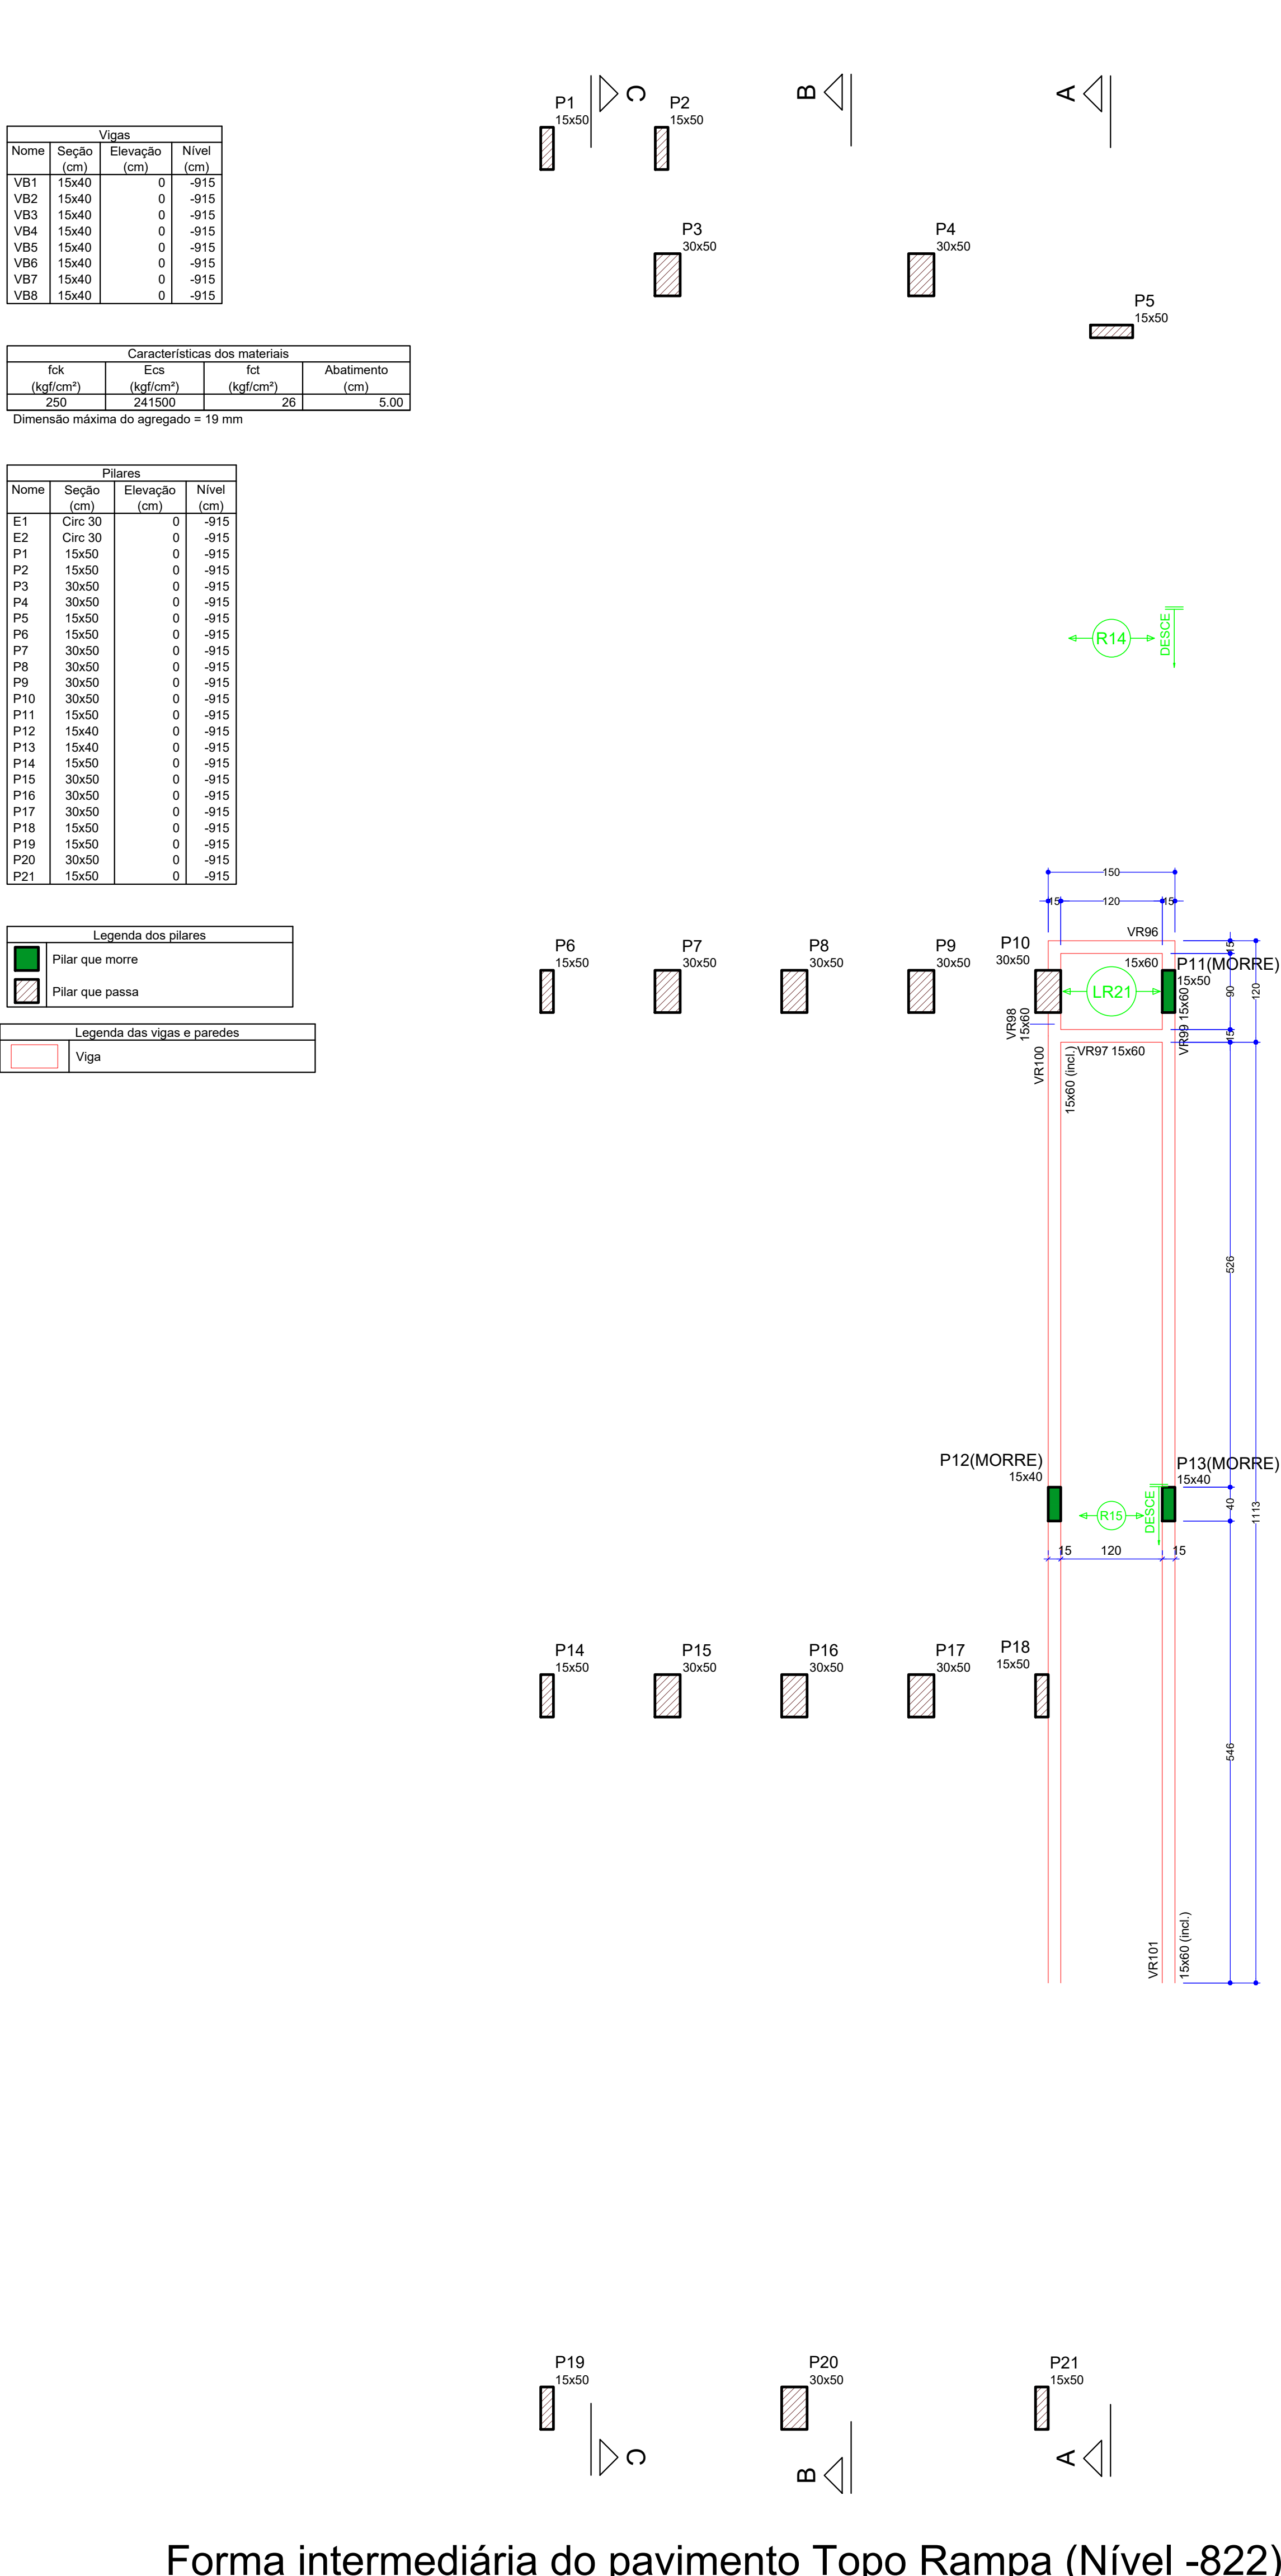 P1
15x50
C
P2
15x50
B
A
Vigas
Nome Seção Elevação Nível
(cm) (cm) (cm)
VB1 15x40 0 -915
VB2 15x40 0 -915
VB3 15x40 0 -915
VB4 15x40 0 -915
VB5 15x40 0 -915
VB6 15x40 0 -915
VB7 15x40 0 -915
VB8 15x40 0 -915
P3
30x50
P4
30x50
P5
15x50
Características dos materiais
fck Ecs fct Abatimento
(kgf/cm²) (kgf/cm²) (kgf/cm²) (cm)
250 241500 26 5.00
Dimensão máxima do agregado = 19 mm
Pilares
Nome Seção Elevação Nível
(cm) (cm) (cm)
E1 Circ 30 0 -915
E2 Circ 30 0 -915
P1 15x50 0 -915
P2 15x50 0 -915
P3 30x50 0 -915
P4 30x50 0 -915
P5 15x50 0 -915
P6 15x50 0 -915
P7 30x50 0 -915
P8 30x50 0 -915
P9 30x50 0 -915
P10 30x50 0 -915
P11 15x50 0 -915
P12 15x40 0 -915
P13 15x40 0 -915
P14 15x50 0 -915
P15 30x50 0 -915
P16 30x50 0 -915
P17 30x50 0 -915
P18 15x50 0 -915
P19 15x50 0 -915
P20 30x50 0 -915
P21 15x50 0 -915
R14
DESCE
Legenda dos pilares
Pilar que morre
Pilar que passa
Legenda das vigas e paredes
Viga
150
15 120 15
P6
15x50
P7
30x50
P8
30x50
P9
30x50
P10
30x50
VR96
15x60
P11(MORRE)
15x50
LR21
VR98
15x60
VR99 15x60
15
90
15
120
VR97 15x60
VR100
15x60 (incl.)
526
P12(MORRE)
15x40
P13(MORRE)
15x40
R15
DESCE
40
1113
15 120 15
P14
15x50
P15
30x50
P16
30x50
P17
30x50
P18
15x50
546
VR101
15x60 (incl.)
P19
15x50
P20
30x50
P21
15x50
C
B
A
Forma intermediária do pavimento Topo Rampa (Nível -822)